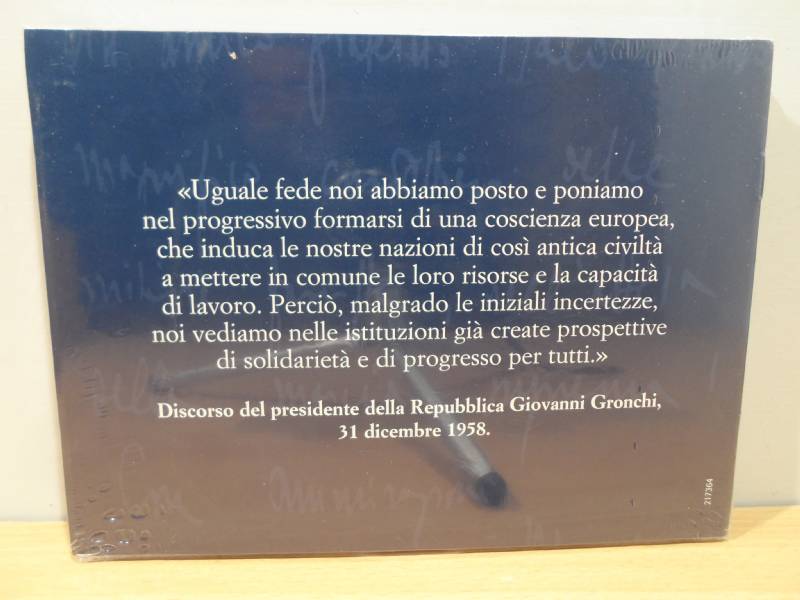 «Uguale fede noi abbiamo posto e poniamo
nel progressivo formarsi di una coscienza europea,
che induca le nostre nazioni di così antica civiltà
a mettere in comune le loro risorse e la capacità
di lavoro. Perciò, malgrado le iniziali incertezze,
noi vediamo nelle istituzioni già create prospettive
di solidarietà e di progresso per tutti.»
Discorso del presidente della Repubblica Giovanni Gronchi,
31 dicembre 1958.
217364